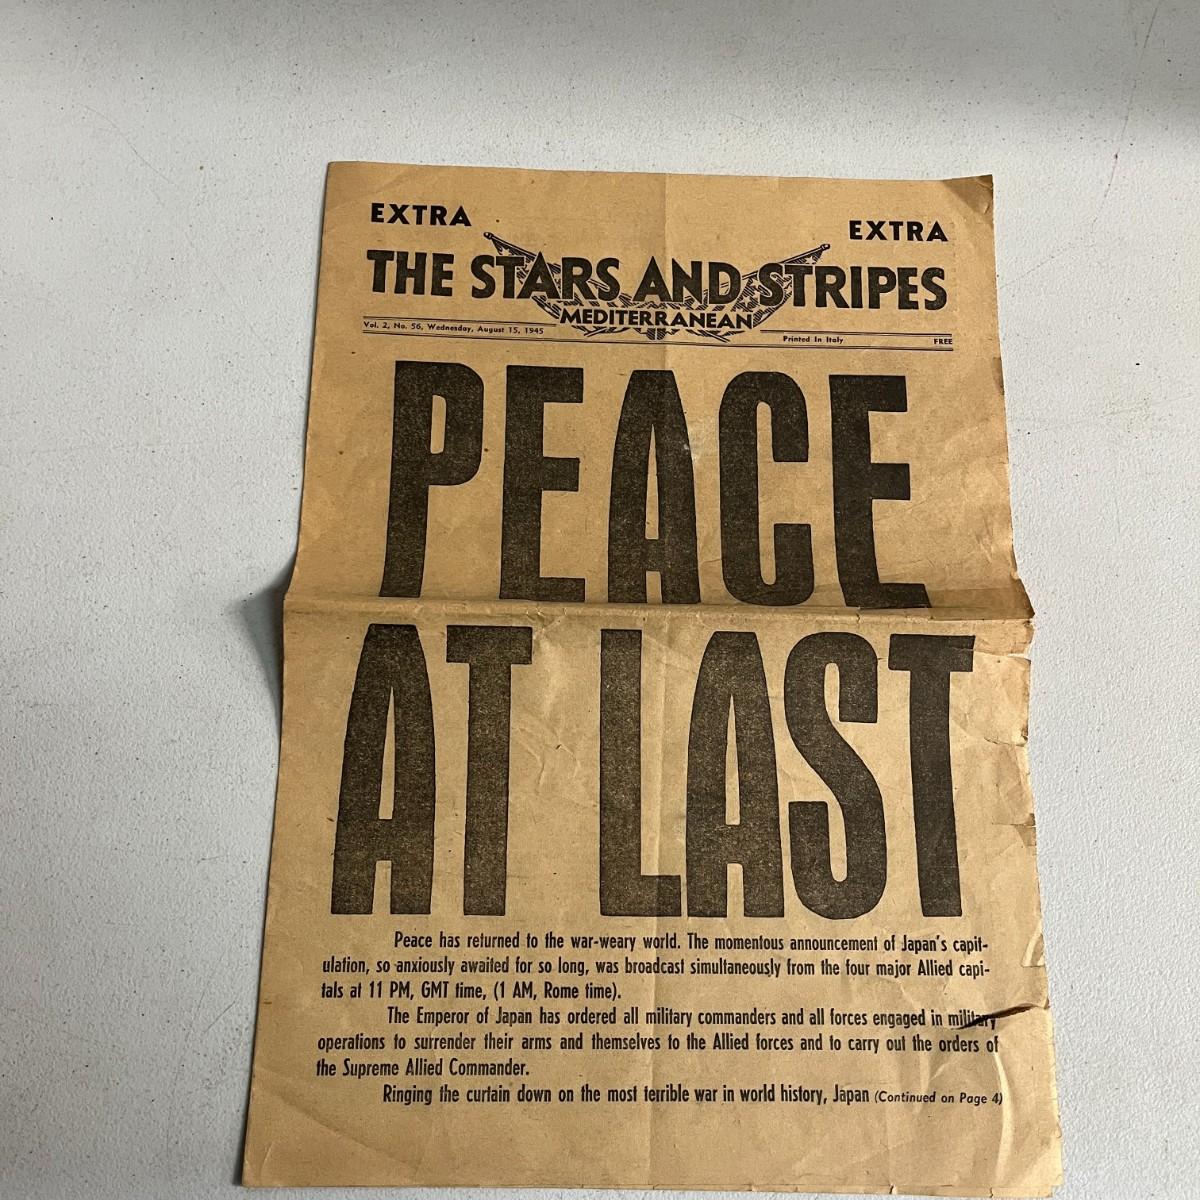 EXTRA EXTRA
THE STARS AND STRIPES
MEDITERRANEAN
Vol. 2, No. 56, Wednesday, August 15, 1945 Printed In Italy FREE
PEACE
AT LAST
Peace has returned to the war-weary world. The momentous announcement of Japan's capit-
ulation, so anxiously awaited for so long, was broadcast simultaneously from the four major Allied capi-
tals at 11 PM, GMT time, (1 AM, Rome time).
The Emperor of Japan has ordered all military commanders and all forces engaged in military
operations to surrender their arms and themselves to the Allied forces and to carry out the orders of
the Supreme Allied Commander.
Ringing the curtain down on the most terrible war in world history, Japan (Continued on Page 4)